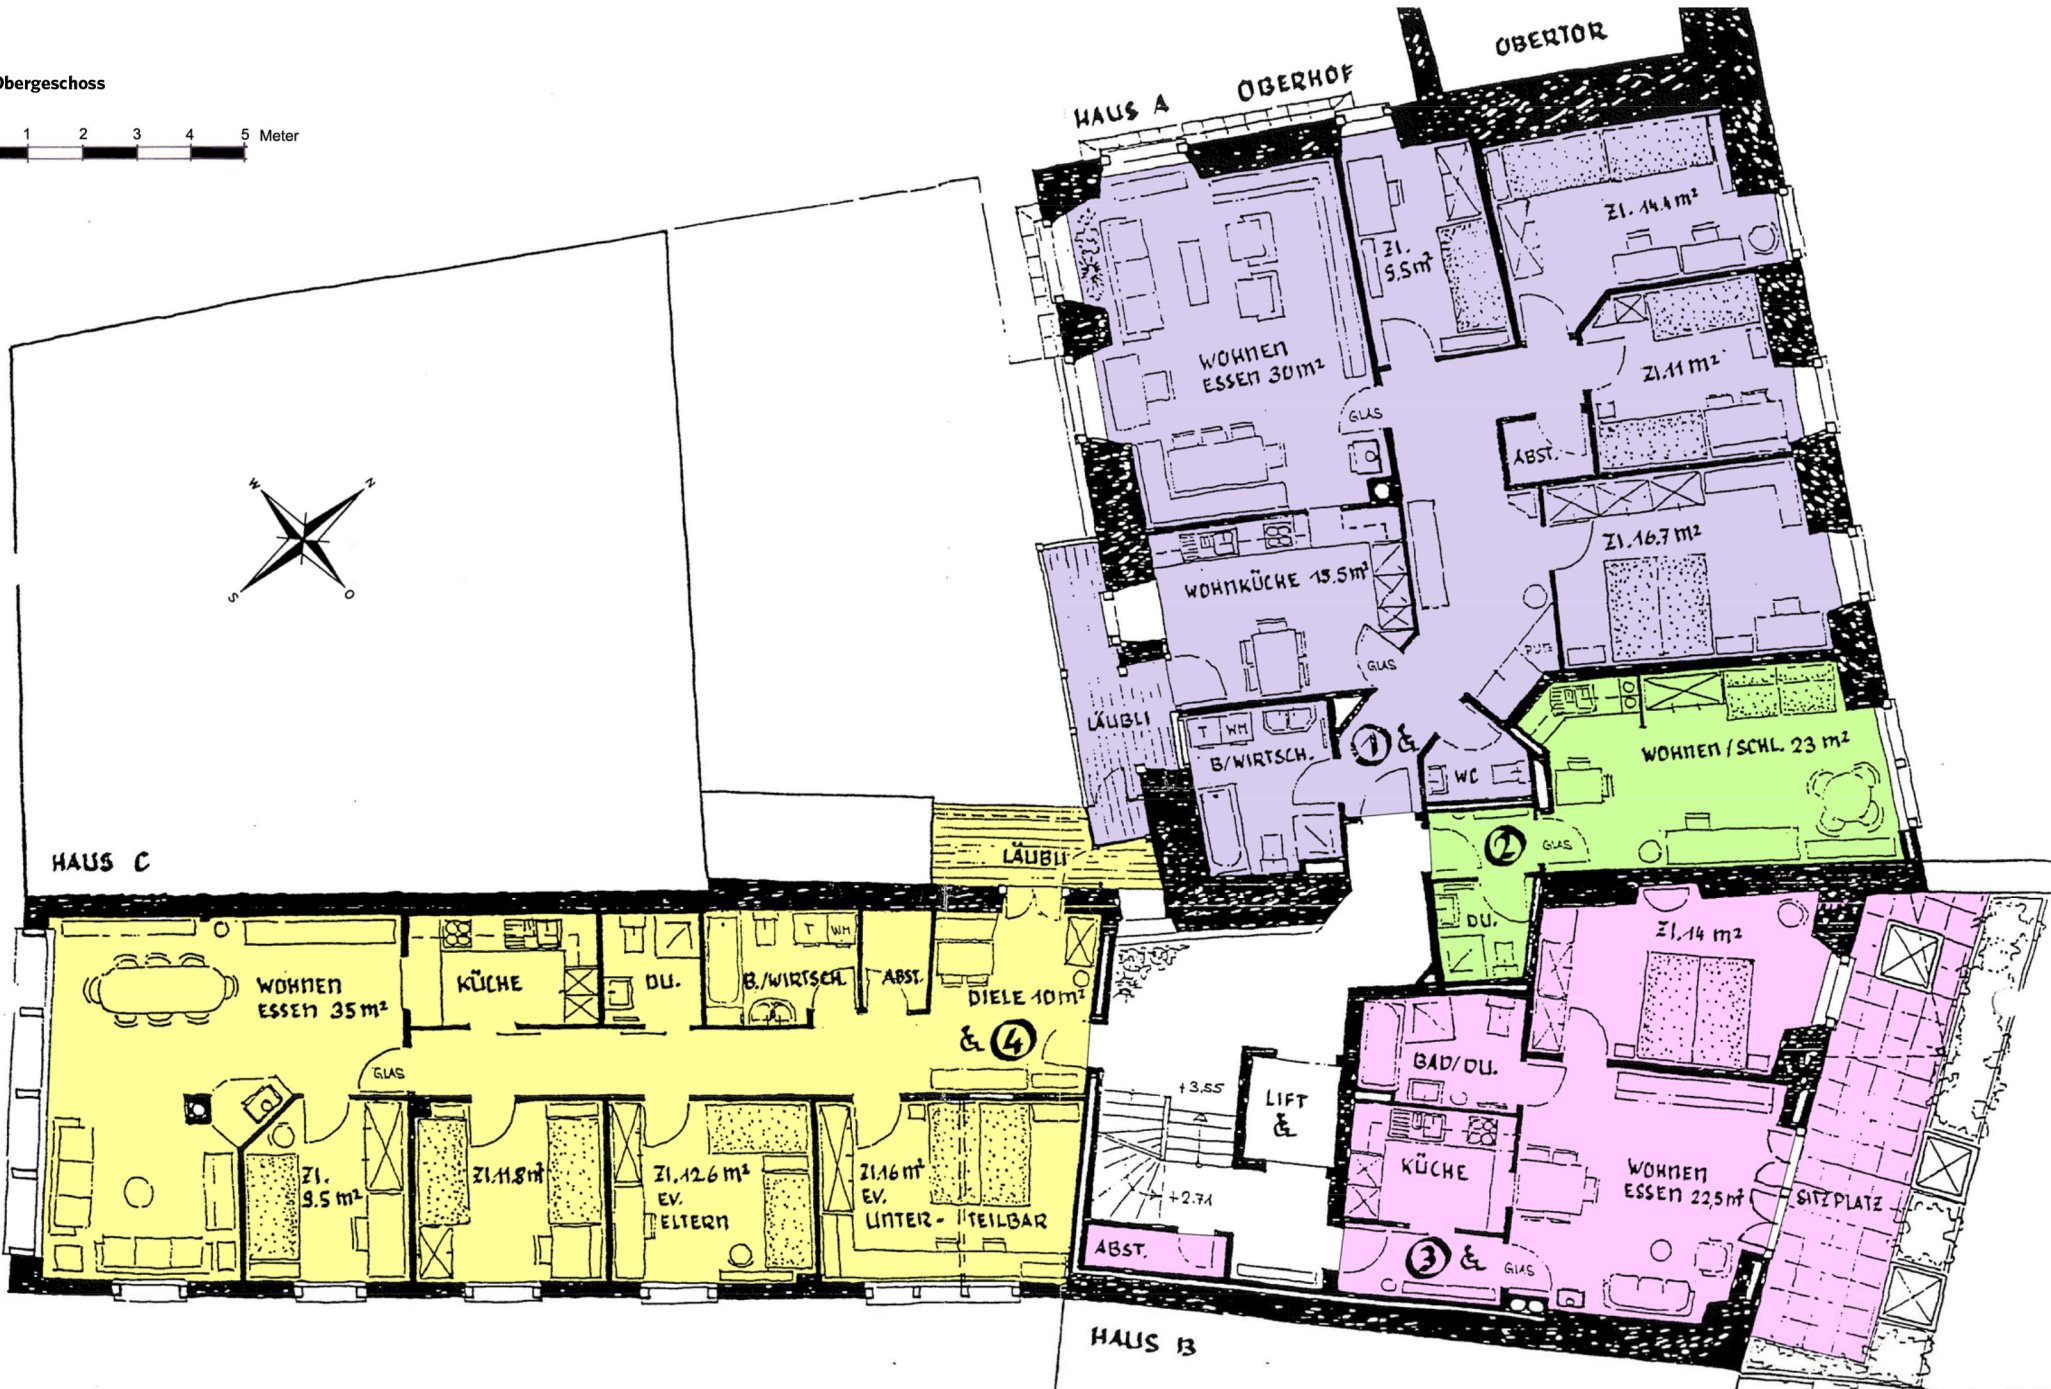 Obergeschoss
1 2 3 4 5 Meter
OBERTOR
HAUS A
OBERHOF
ZI. 14.4 m²
ZI.
9.5 m²
WOHNEN
ESSEN 30 m²
ZI. 11 m²
GLAS
ABST.
ZI. 16.7 m²
WOHNKÜCHE 15.5 m²
PUTZ
GLAS
LÄUBLI
T WM
B/WIRTSCH.
1
WC
WOHNEN / SCHL. 23 m²
2
GLAS
DU.
W N
S O
HAUS C
LÄUBLI
WOHNEN
ESSEN 35 m²
KÜCHE
DU.
T WM
B./WIRTSCH.
ABST.
DIELE 10 m²
4
GLAS
ZI.
9.5 m²
ZI. 11.8 m²
ZI. 12.6 m²
EV.
ELTERN
ZI. 16 m²
EV.
UNTER- TEILBAR
ZI. 14 m²
BAD/DU.
+3.55
LIFT
+2.71
KÜCHE
WOHNEN
ESSEN 22,5 m²
SITZPLATZ
ABST.
3
GLAS
HAUS B